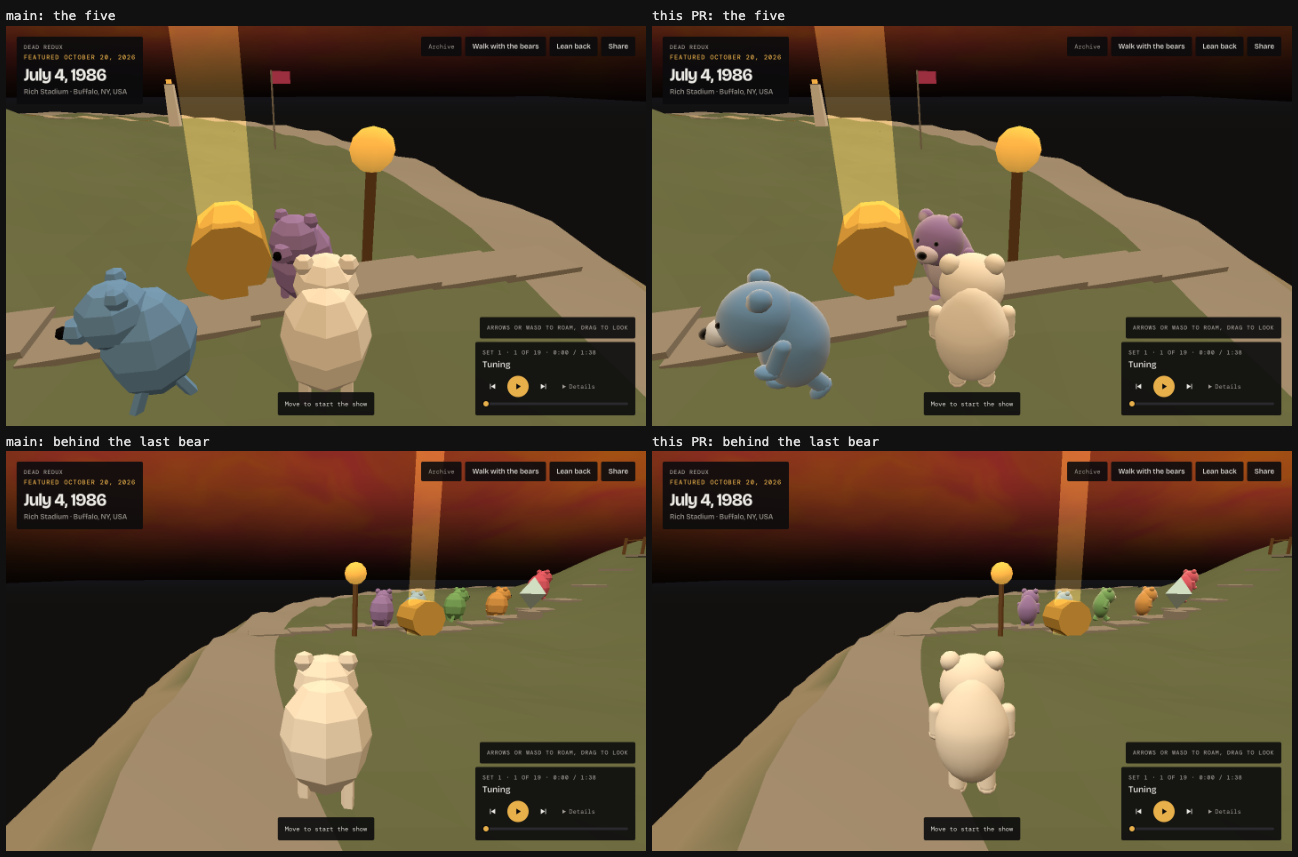 main: the five
DEAD REDUX
FEATURED OCTOBER 20, 2026
July 4, 1986
Rich Stadium · Buffalo, NY, USA
Archive
Walk with the bears
Lean back
Share
ARROWS OR WASD TO ROAM, DRAG TO LOOK
SET 1 · 1 OF 19 · 0:00 / 1:38
Tuning
Details
Move to start the show
this PR: the five
DEAD REDUX
FEATURED OCTOBER 20, 2026
July 4, 1986
Rich Stadium · Buffalo, NY, USA
Archive
Walk with the bears
Lean back
Share
ARROWS OR WASD TO ROAM, DRAG TO LOOK
SET 1 · 1 OF 19 · 0:00 / 1:38
Tuning
Details
Move to start the show
main: behind the last bear
DEAD REDUX
FEATURED OCTOBER 20, 2026
July 4, 1986
Rich Stadium · Buffalo, NY, USA
Archive
Walk with the bears
Lean back
Share
ARROWS OR WASD TO ROAM, DRAG TO LOOK
SET 1 · 1 OF 19 · 0:00 / 1:38
Tuning
Details
Move to start the show
this PR: behind the last bear
DEAD REDUX
FEATURED OCTOBER 20, 2026
July 4, 1986
Rich Stadium · Buffalo, NY, USA
Archive
Walk with the bears
Lean back
Share
ARROWS OR WASD TO ROAM, DRAG TO LOOK
SET 1 · 1 OF 19 · 0:00 / 1:38
Tuning
Details
Move to start the show